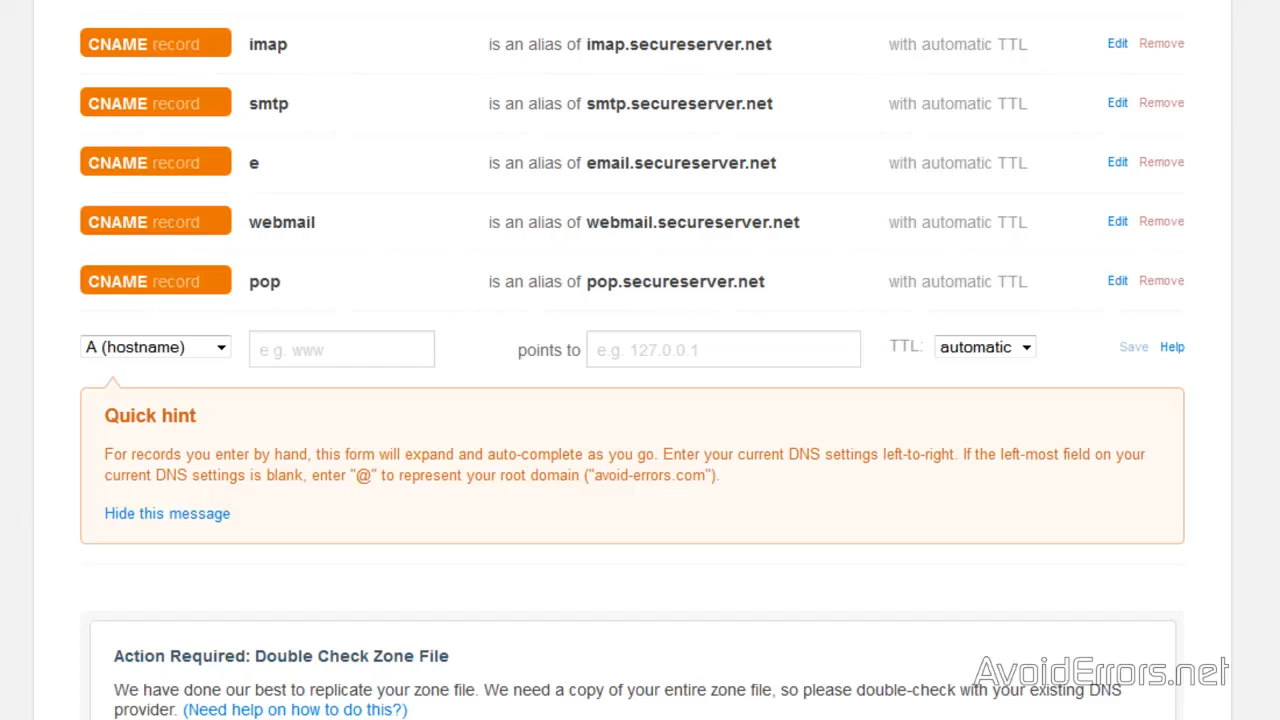 CNAME record imap is an alias of imap.secureserver.net with automatic TTL Edit Remove
CNAME record smtp is an alias of smtp.secureserver.net with automatic TTL Edit Remove
CNAME record e is an alias of email.secureserver.net with automatic TTL Edit Remove
CNAME record webmail is an alias of webmail.secureserver.net with automatic TTL Edit Remove
CNAME record pop is an alias of pop.secureserver.net with automatic TTL Edit Remove
A (hostname) e.g. www points to e.g. 127.0.0.1 TTL: automatic Save Help
Quick hint
For records you enter by hand, this form will expand and auto-complete as you go. Enter your current DNS settings left-to-right. If the left-most field on your
current DNS settings is blank, enter "@" to represent your root domain ("avoid-errors.com").
Hide this message
Action Required: Double Check Zone File
We have done our best to replicate your zone file. We need a copy of your entire zone file, so please double-check with your existing DNS
provider. (Need help on how to do this?)
AvoidErrors.net